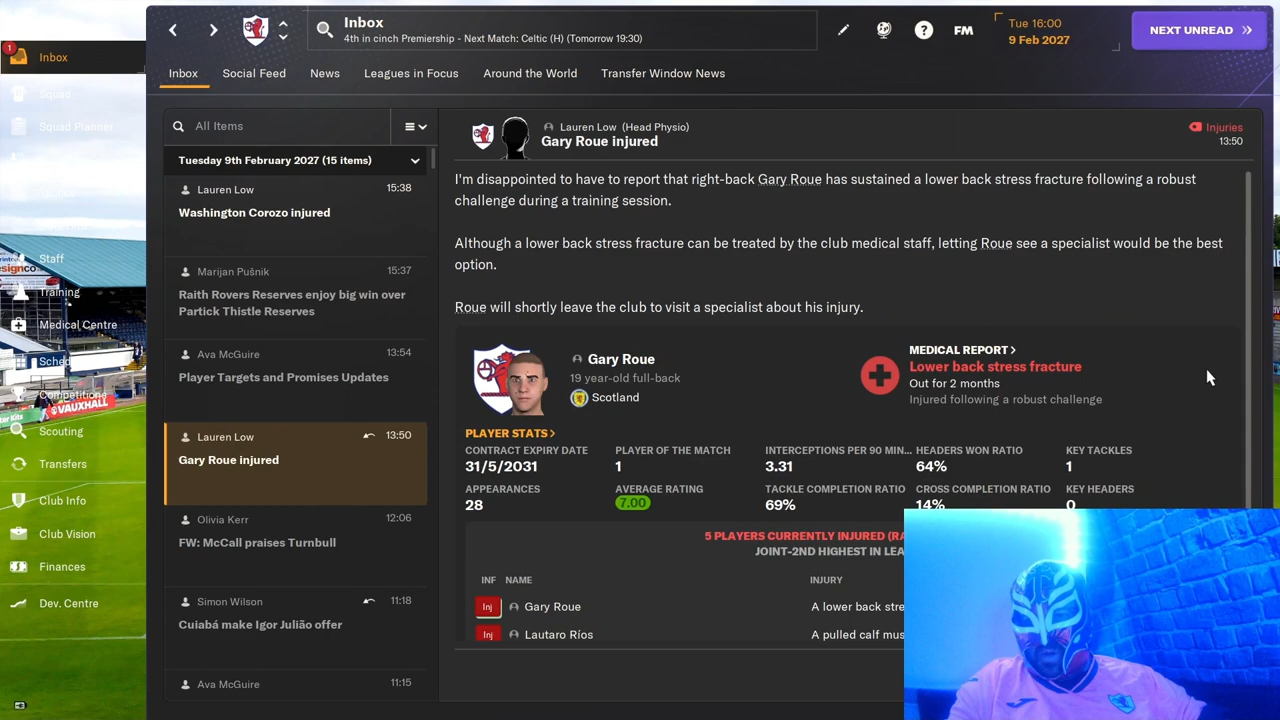 Inbox
4th in cinch Premiership - Next Match: Celtic (H) (Tomorrow 19:30)
FM
Tue 16:00
9 Feb 2027
NEXT UNREAD
1
Inbox
Squad
Squad Planner
Staff
Training
Medical Centre
Sched
Competitions
Scouting
Transfers
Club Info
Club Vision
Finances
Dev. Centre
Inbox
Social Feed
News
Leagues in Focus
Around the World
Transfer Window News
All Items
Tuesday 9th February 2027 (15 items)
Lauren Low 15:38
Washington Corozo injured
Marijan Pušnik 15:37
Raith Rovers Reserves enjoy big win over
Partick Thistle Reserves
Ava McGuire 13:54
Player Targets and Promises Updates
Lauren Low 13:50
Gary Roue injured
Olivia Kerr 12:06
FW: McCall praises Turnbull
Simon Wilson 11:18
Cuiabá make Igor Julião offer
Ava McGuire 11:15
Lauren Low (Head Physio)
Gary Roue injured
Injuries
13:50
I'm disappointed to have to report that right-back Gary Roue has sustained a lower back stress fracture following a robust
challenge during a training session.
Although a lower back stress fracture can be treated by the club medical staff, letting Roue see a specialist would be the best
option.
Roue will shortly leave the club to visit a specialist about his injury.
Gary Roue
19 year-old full-back
Scotland
MEDICAL REPORT >
Lower back stress fracture
Out for 2 months
Injured following a robust challenge
PLAYER STATS >
CONTRACT EXPIRY DATE PLAYER OF THE MATCH INTERCEPTIONS PER 90 MIN... HEADERS WON RATIO KEY TACKLES
31/5/2031 1 3.31 64% 1
APPEARANCES AVERAGE RATING TACKLE COMPLETION RATIO CROSS COMPLETION RATIO KEY HEADERS
28 7.00 69% 14% 0
5 PLAYERS CURRENTLY INJURED (RA
JOINT-2ND HIGHEST IN LEA
INF NAME INJURY
Inj Gary Roue A lower back stre
Inj Lautaro Ríos A pulled calf mus
VAUXHALL